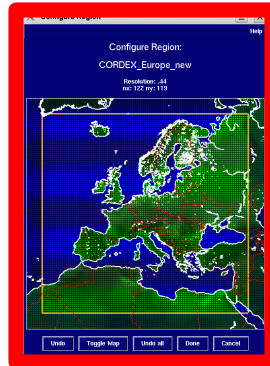 Configure Region
Help
Configure Region:
CORDEX_Europe_new
Resolution: .44
nx: 122 ny: 119
Undo
Toggle Map
Undo all
Done
Cancel